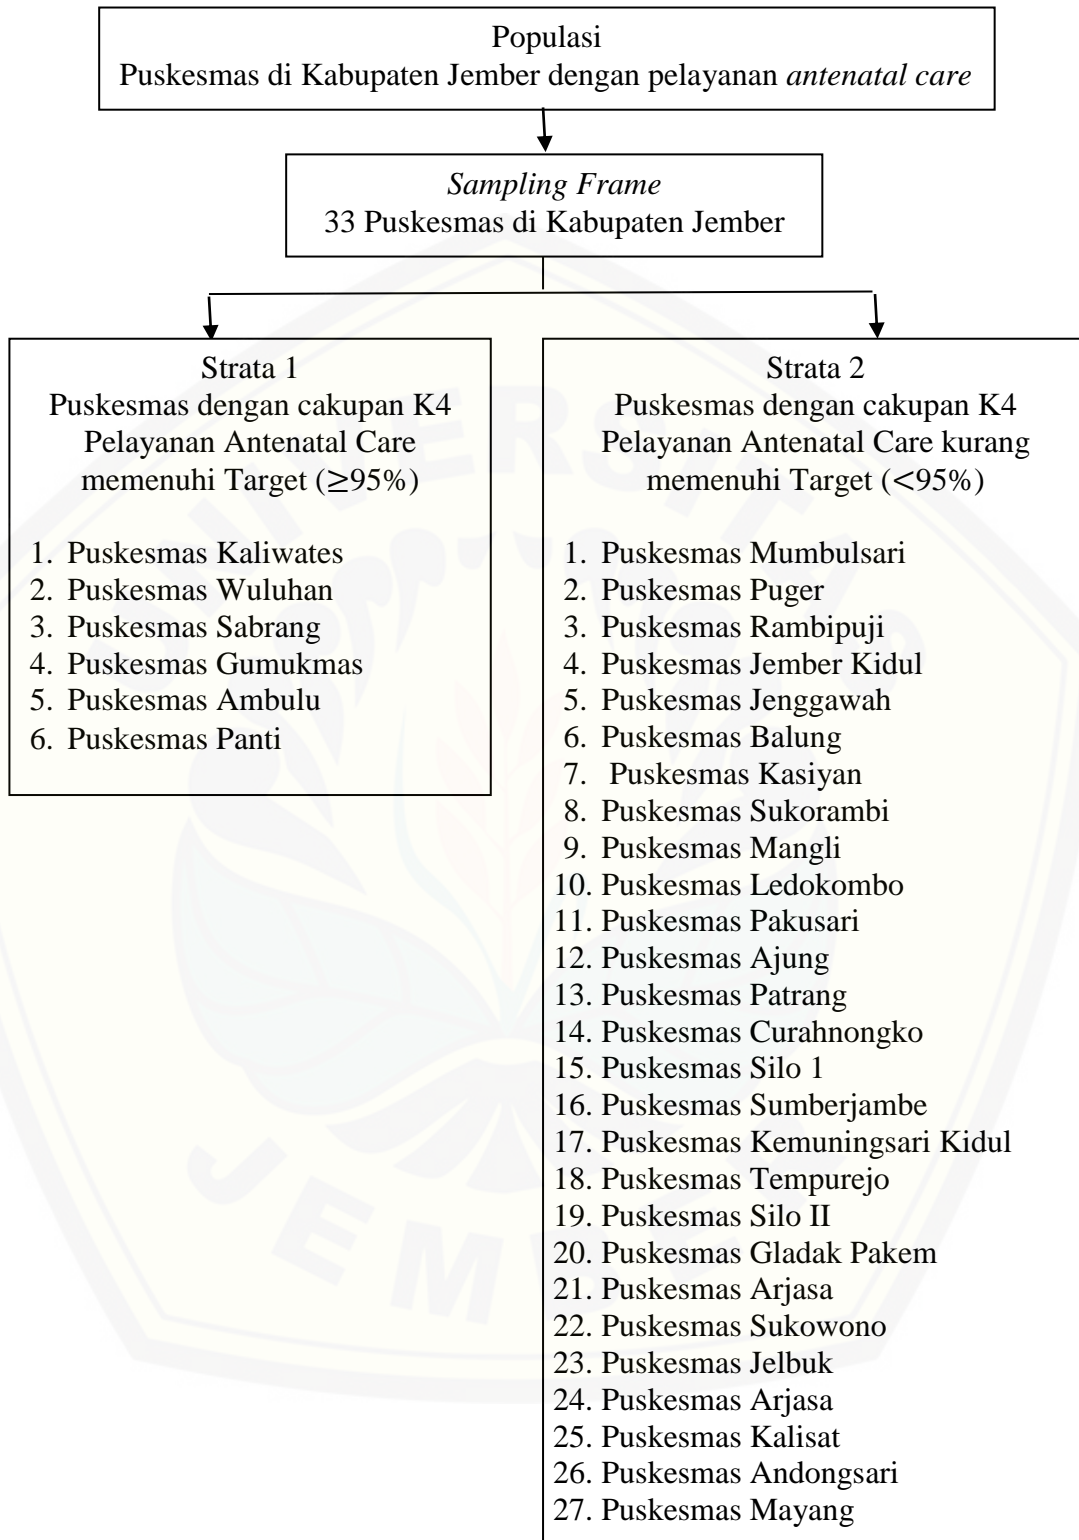 Populasi
Puskesmas di Kabupaten Jember dengan pelayanan antenatal care
Sampling Frame
33 Puskesmas di Kabupaten Jember
Strata 1
Puskesmas dengan cakupan K4
Pelayanan Antenatal Care
memenuhi Target (≥95%)
1. Puskesmas Kaliwates
2. Puskesmas Wuluhan
3. Puskesmas Sabrang
4. Puskesmas Gumukmas
5. Puskesmas Ambulu
6. Puskesmas Panti
Strata 2
Puskesmas dengan cakupan K4
Pelayanan Antenatal Care kurang
memenuhi Target (<95%)
1. Puskesmas Mumbulsari
2. Puskesmas Puger
3. Puskesmas Rambipuji
4. Puskesmas Jember Kidul
5. Puskesmas Jenggawah
6. Puskesmas Balung
7. Puskesmas Kasiyan
8. Puskesmas Sukorambi
9. Puskesmas Mangli
10. Puskesmas Ledokombo
11. Puskesmas Pakusari
12. Puskesmas Ajung
13. Puskesmas Patrang
14. Puskesmas Curahnongko
15. Puskesmas Silo 1
16. Puskesmas Sumberjambe
17. Puskesmas Kemuningsari Kidul
18. Puskesmas Tempurejo
19. Puskesmas Silo II
20. Puskesmas Gladak Pakem
21. Puskesmas Arjasa
22. Puskesmas Sukowono
23. Puskesmas Jelbuk
24. Puskesmas Arjasa
25. Puskesmas Kalisat
26. Puskesmas Andongsari
27. Puskesmas Mayang
UNIVERSITAS
JEMBER